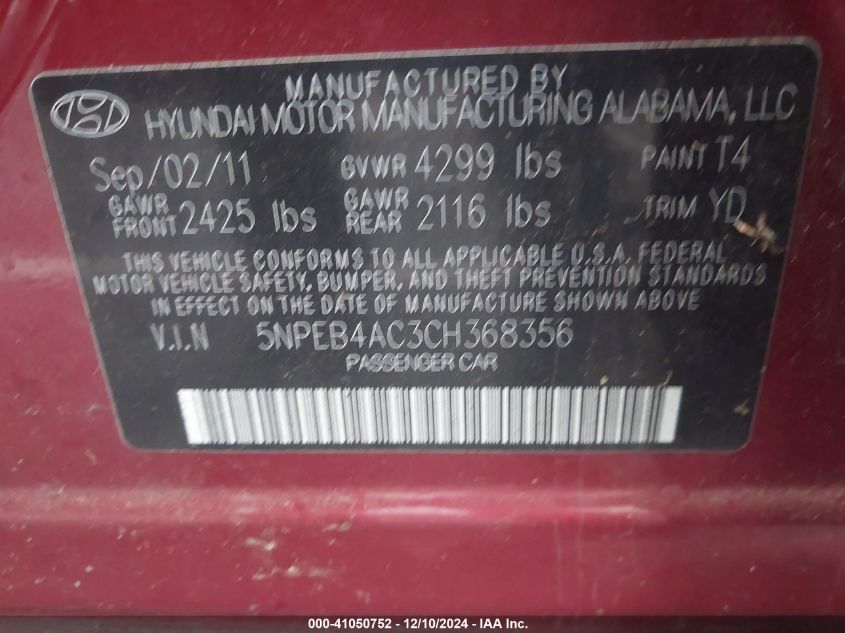 MANUFACTURED BY
HYUNDAI MOTOR MANUFACTURING ALABAMA, LLC
Sep/02/11 GVWR 4299 lbs PAINT T4
GAWR FRONT 2425 lbs GAWR REAR 2116 lbs TRIM YD
THIS VEHICLE CONFORMS TO ALL APPLICABLE U.S.A. FEDERAL
MOTOR VEHICLE SAFETY, BUMPER, AND THEFT PREVENTION STANDARDS
IN EFFECT ON THE DATE OF MANUFACTURE SHOWN ABOVE
V.I.N 5NPEB4AC3CH368356
PASSENGER CAR
000-41050752 - 12/10/2024 - IAA Inc.